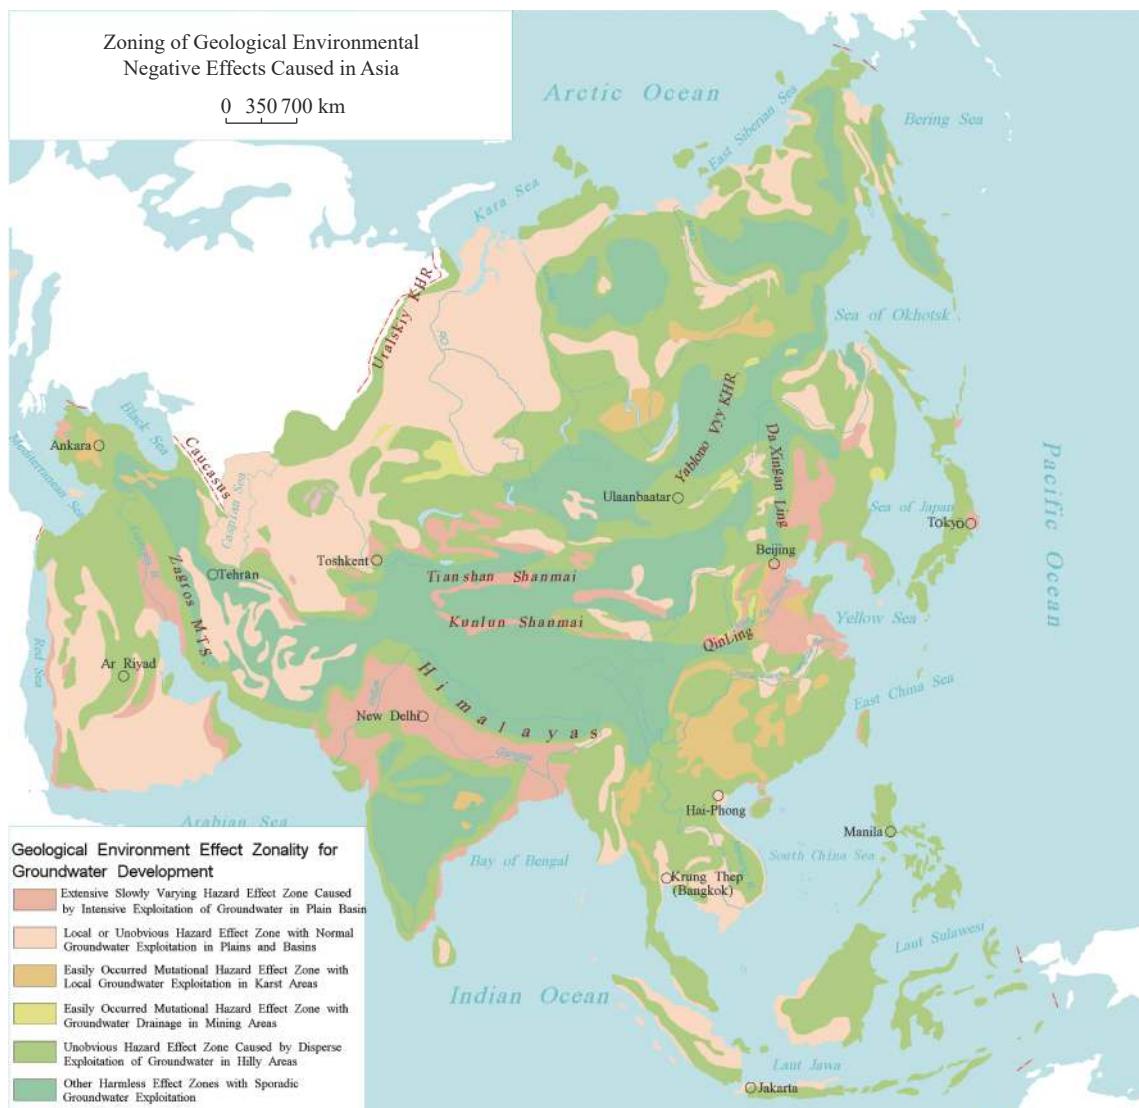 Zoning of Geological Environmental
Negative Effects Caused in Asia
0 350 700 km
Arctic Ocean
Bering Sea
East Siberian Sea
Kara Sea
Uralskiy KHR.
Ob
Sea of Okhotsk
Black Sea
Ankara
Mediterranean Sea
Caucasus
Caspian Sea
Yablono Vyy KHR.
Da Xingan Ling
Ulaanbaatar
Sea of Japan
Tokyo
Pacific Ocean
Toshkent
Tehran
Beijing
Tianshan Shanmai
Zagros MTS.
Kunlun Shanmai
QinLing
Yellow Sea
Red Sea
Ar Riyad
Himalayas
East China Sea
Indus
New Delhi
Ganges
Hai-Phong
Manila
Arabian Sea
Bay of Bengal
South China Sea
Krung Thep
(Bangkok)
Laut Sulawesi
Indian Ocean
Laut Jawa
Jakarta
Geological Environment Effect Zonality for
Groundwater Development
Extensive Slowly Varying Hazard Effect Zone Caused
by Intensive Exploitation of Groundwater in Plain Basin
Local or Unobvious Hazard Effect Zone with Normal
Groundwater Exploitation in Plains and Basins
Easily Occurred Mutational Hazard Effect Zone with
Local Groundwater Exploitation in Karst Areas
Easily Occurred Mutational Hazard Effect Zone with
Groundwater Drainage in Mining Areas
Unobvious Hazard Effect Zone Caused by Disperse
Exploitation of Groundwater in Hilly Areas
Other Harmless Effect Zones with Sporadic
Groundwater Exploitation